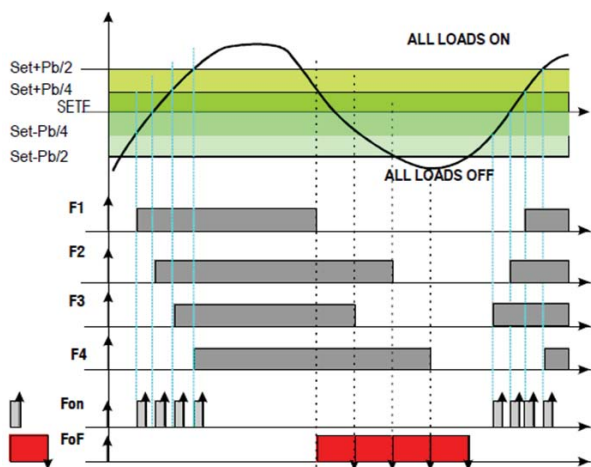 ALL LOADS ON
Set+Pb/2
Set+Pb/4
SETF
Set-Pb/4
Set-Pb/2
ALL LOADS OFF
F1
F2
F3
F4
Fon
FoF